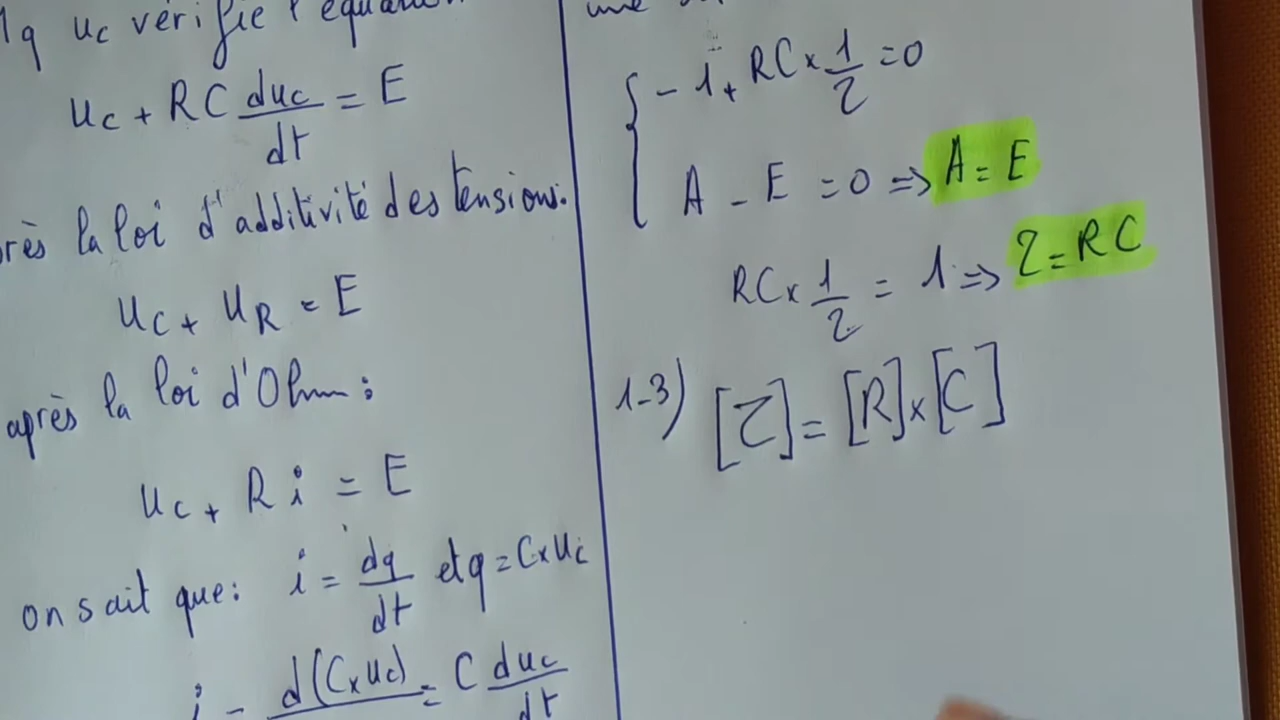 Mq uc vérifie l'équation
uc + RC duc/dt = E
près la loi d'additivité des tensions.
uc + uR = E
après la loi d'Ohm :
uc + R i = E
on sait que : i = dq/dt et q = C×uc
i = d(C×uc) = C duc/dt
une
- 1 + RC × 1/τ = 0
A - E = 0 => A = E
RC × 1/τ = 1 => τ = RC
1-3) [τ] = [R] × [C]